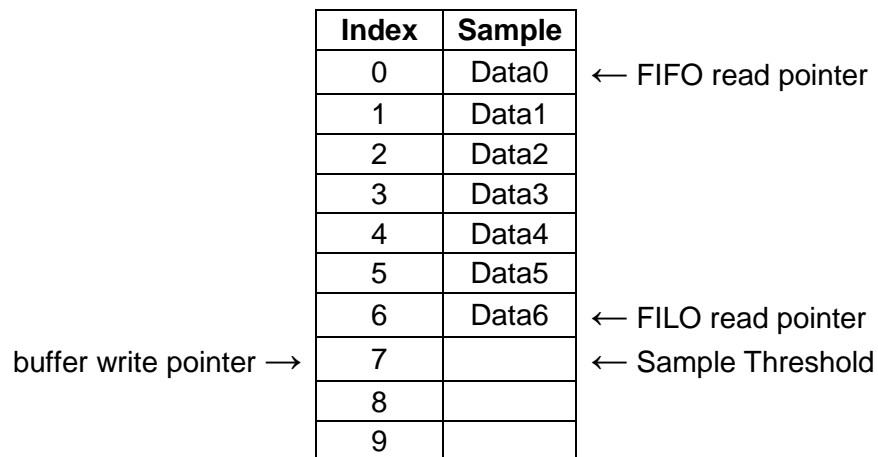 Index Sample
0 Data0 ← FIFO read pointer
1 Data1
2 Data2
3 Data3
4 Data4
5 Data5
6 Data6 ← FILO read pointer
buffer write pointer → 7 ← Sample Threshold
8
9